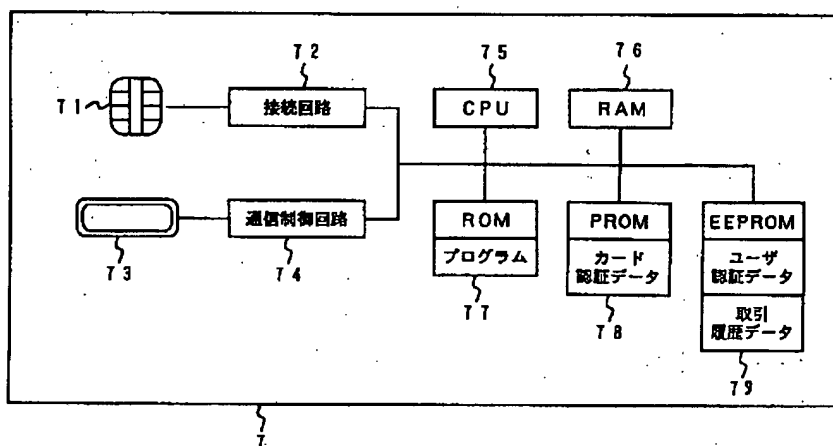 72
75
76
71
接続回路
CPU
RAM
通信制御回路
ROM
プログラム
PROM
カード
認証データ
EEPROM
ユーザ
認証データ
取引
履歴データ
73
74
77
78
79
7